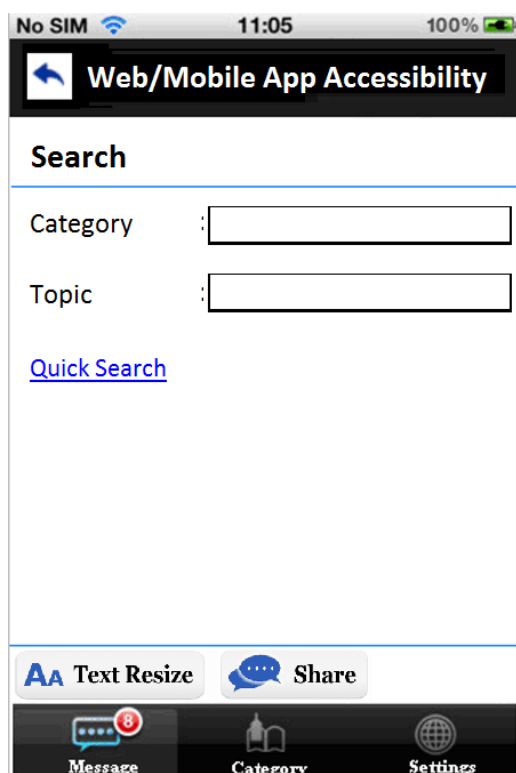 No SIM 11:05 100%
Web/Mobile App Accessibility
Search
Category :
Topic :
Quick Search
AA Text Resize Share
8
Message Category Settings